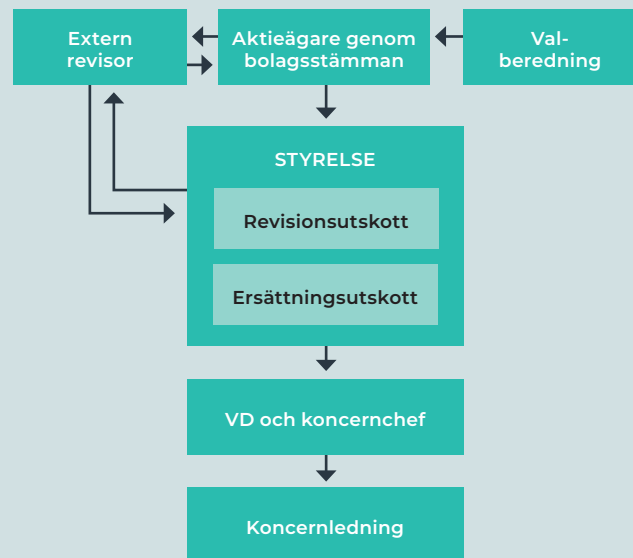 Extern
revisor
Aktieägare genom
bolagsstämman
Val-
beredning
STYRELSE
Revisionsutskott
Ersättningsutskott
VD och koncernchef
Koncernledning